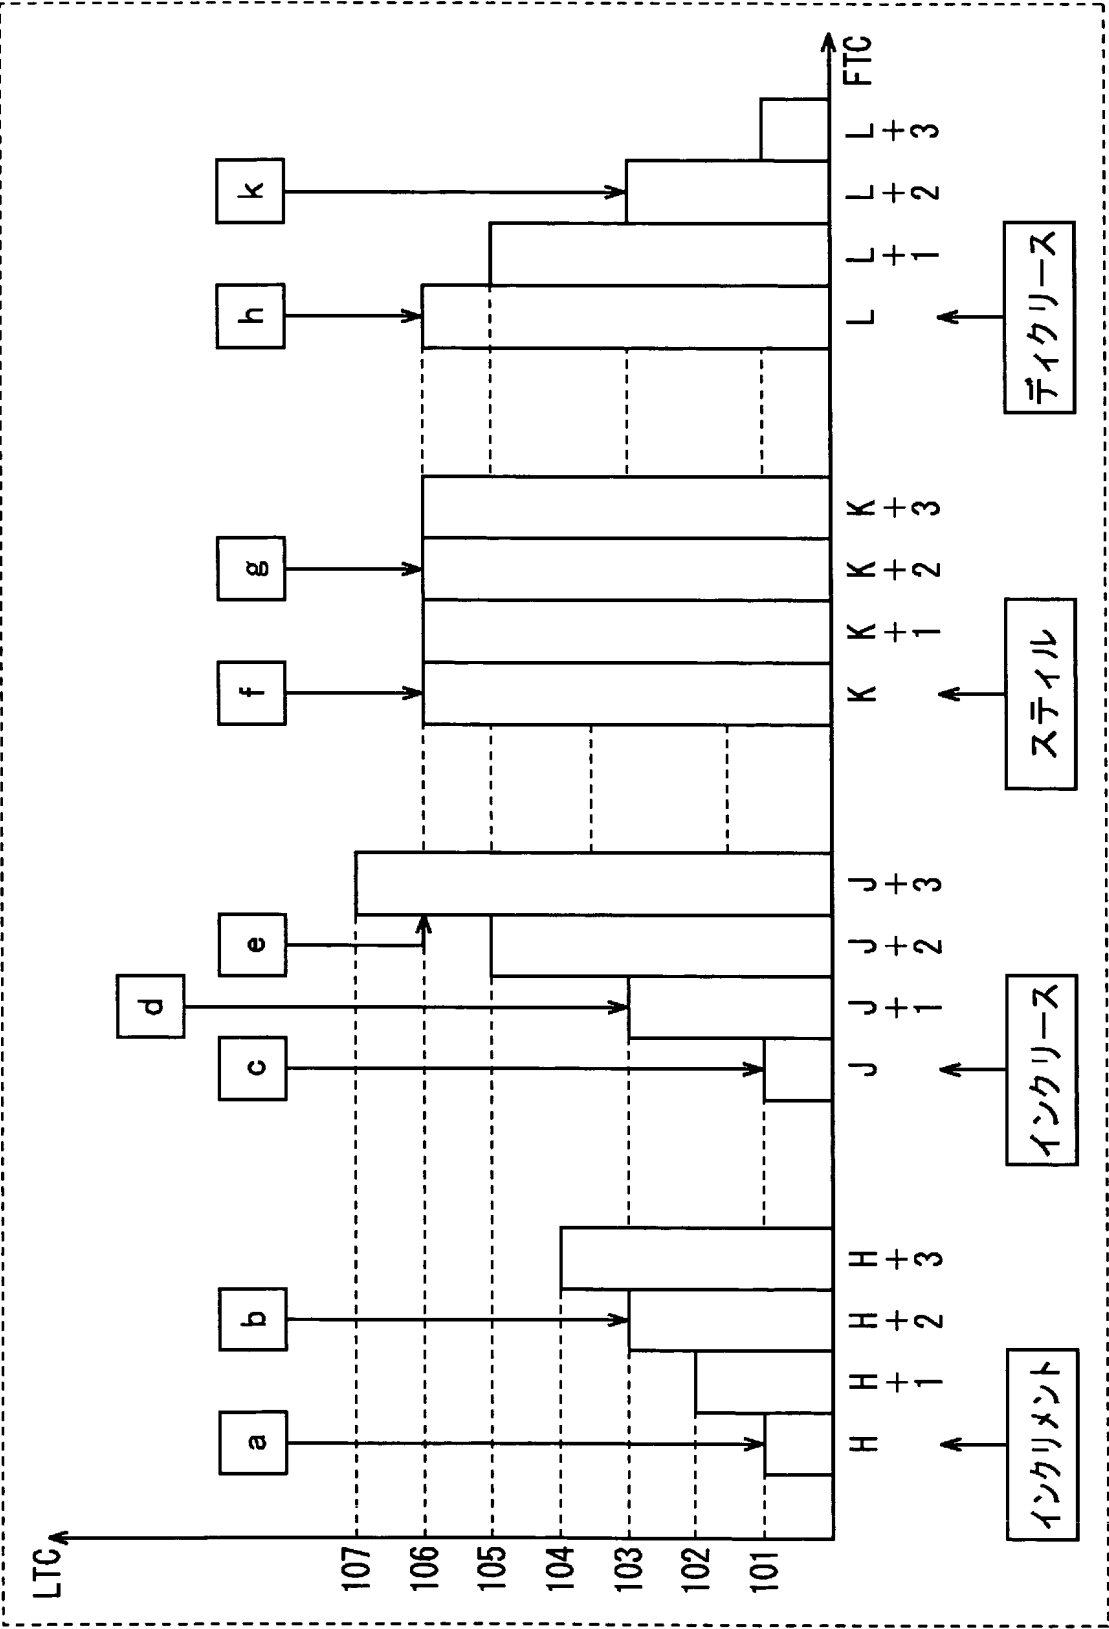 LTC
107
106
105
104
103
102
101
a
b
c
d
e
f
g
h
k
H
H+1
H+2
H+3
J
J+1
J+2
J+3
K
K+1
K+2
K+3
L
L+1
L+2
L+3
FTC
インクリメント
インクリース
スティル
ディクリース